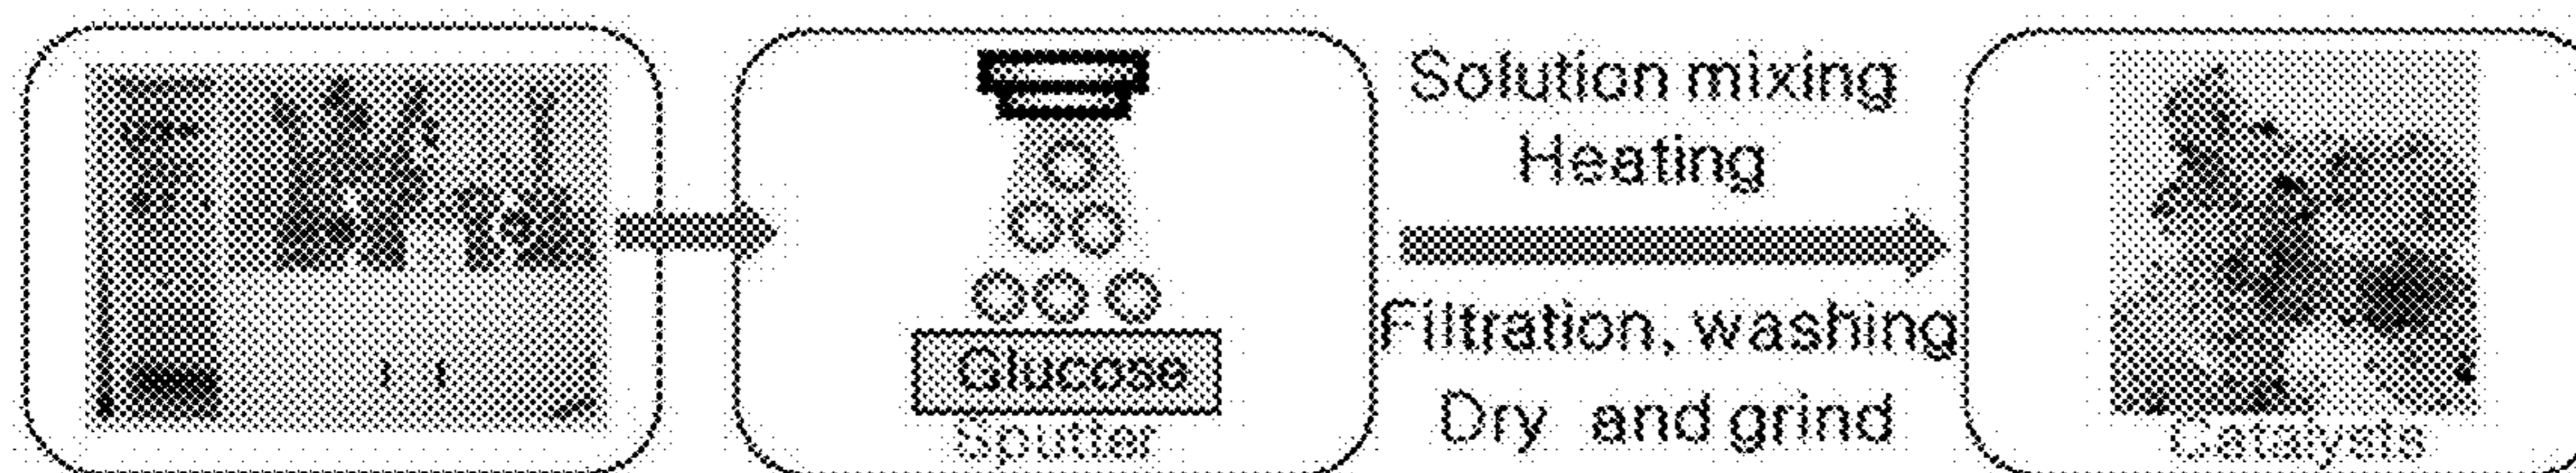 Glucose
Sputter
Solution mixing
Heating
Filtration, washing
Dry and grind
Catalysts